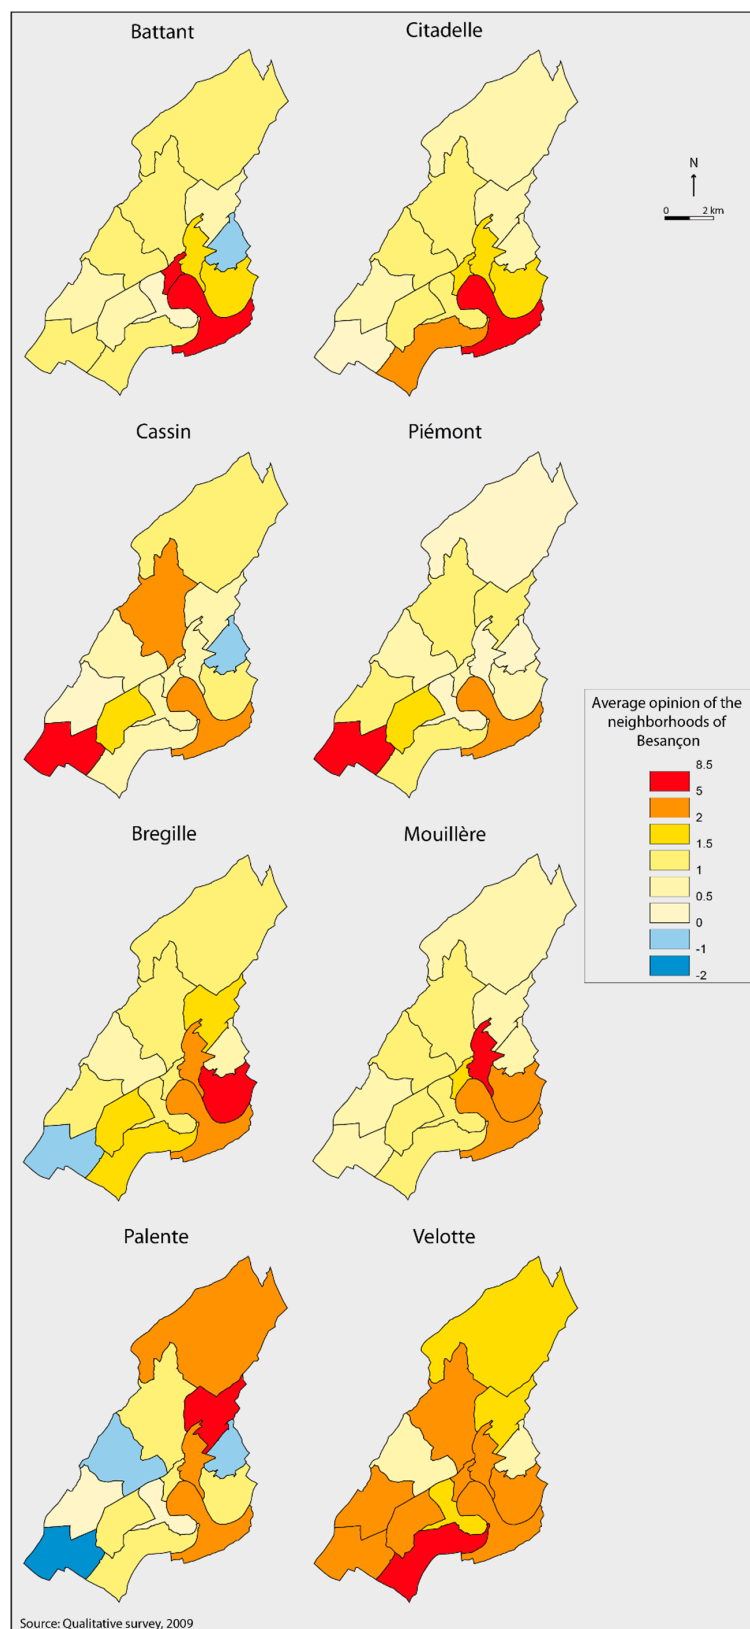 Battant
Citadelle
N
0 2 km
Cassin
Piémont
Average opinion of the
neighborhoods of
Besançon
8.5
5
2
1.5
1
0.5
0
-1
-2
Bregille
Mouillère
Palente
Velotte
Source: Qualitative survey, 2009